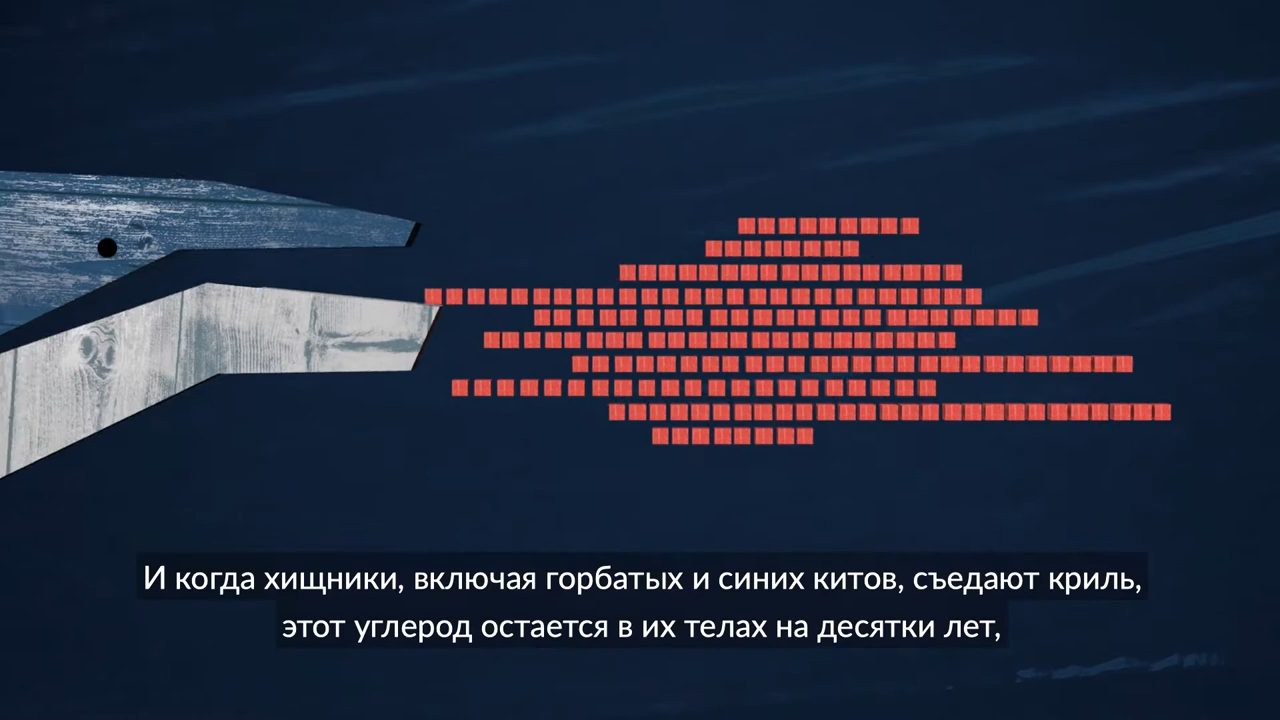 И когда хищники, включая горбатых и синих китов, съедают криль,
этот углерод остается в их телах на десятки лет,